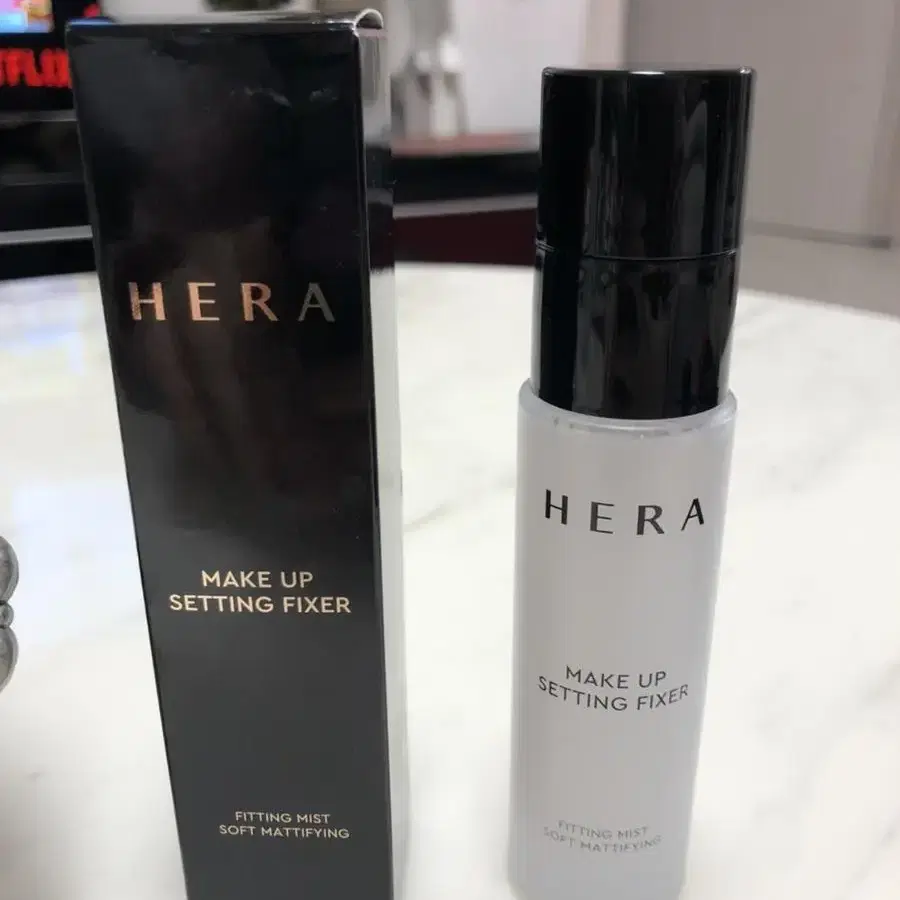 HERA
MAKE UP
SETTING FIXER
FITTING MIST
SOFT MATTIFYING
HERA
MAKE UP
SETTING FIXER
FITTING MIST
SOFT MATTIFYING